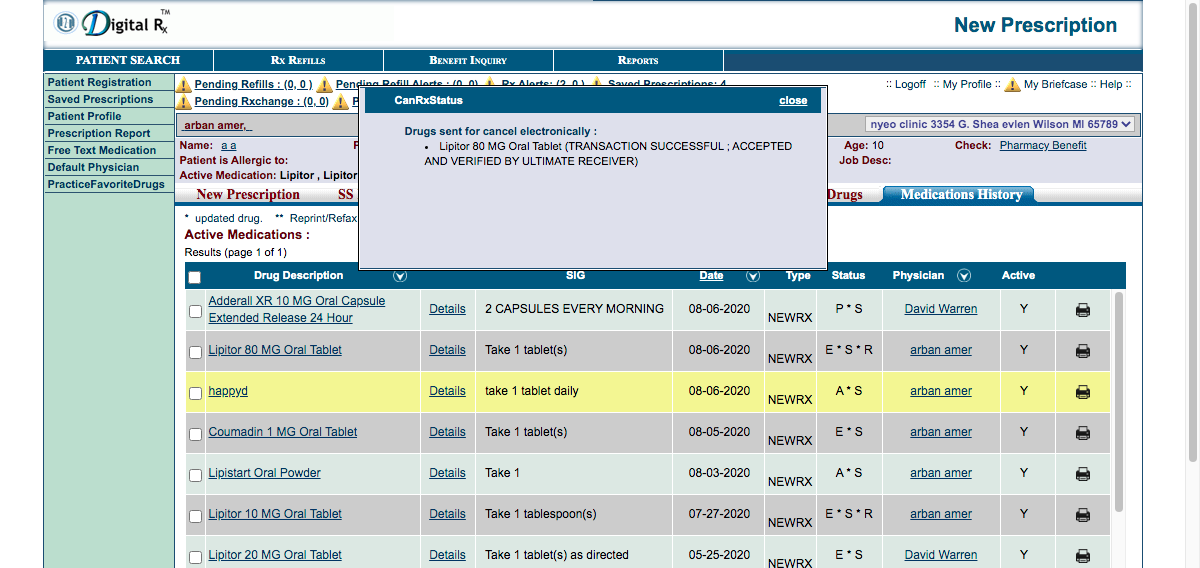 Digital Rx TM
New Prescription
PATIENT SEARCH
RX REFILLS
BENEFIT INQUIRY
REPORTS
Patient Registration
Saved Prescriptions
Patient Profile
Prescription Report
Free Text Medication
Default Physician
PracticeFavoriteDrugs
Pending Refills : (0, 0 ) Pending Refill Alerts : (0, 0) Rx Alerts: (2, 0 ) Saved Prescriptions: 4
:: Logoff :: My Profile :: My Briefcase :: Help ::
Pending Rxchange : (0, 0) P
CanRxStatus close
Drugs sent for cancel electronically :
• Lipitor 80 MG Oral Tablet (TRANSACTION SUCCESSFUL ; ACCEPTED
AND VERIFIED BY ULTIMATE RECEIVER)
arban amer,
nyeo clinic 3354 G. Shea evlen Wilson MI 65789
Name: a a
Age: 10 Check: Pharmacy Benefit
Patient is Allergic to:
Job Desc:
Active Medication: Lipitor , Lipitor
New Prescription SS Drugs Medications History
* updated drug. ** Reprint/Refax
Active Medications :
Results (page 1 of 1)
Drug Description SIG Date Type Status Physician Active
Adderall XR 10 MG Oral Capsule
Extended Release 24 Hour
Details 2 CAPSULES EVERY MORNING 08-06-2020 NEWRX P * S David Warren Y
Lipitor 80 MG Oral Tablet Details Take 1 tablet(s) 08-06-2020 NEWRX E * S * R arban amer Y
happyd Details take 1 tablet daily 08-06-2020 NEWRX A * S arban amer Y
Coumadin 1 MG Oral Tablet Details Take 1 tablet(s) 08-05-2020 NEWRX E * S arban amer Y
Lipistart Oral Powder Details Take 1 08-03-2020 NEWRX A * S arban amer Y
Lipitor 10 MG Oral Tablet Details Take 1 tablespoon(s) 07-27-2020 NEWRX E * S * R arban amer Y
Lipitor 20 MG Oral Tablet Details Take 1 tablet(s) as directed 05-25-2020 NEWRX E * S David Warren Y